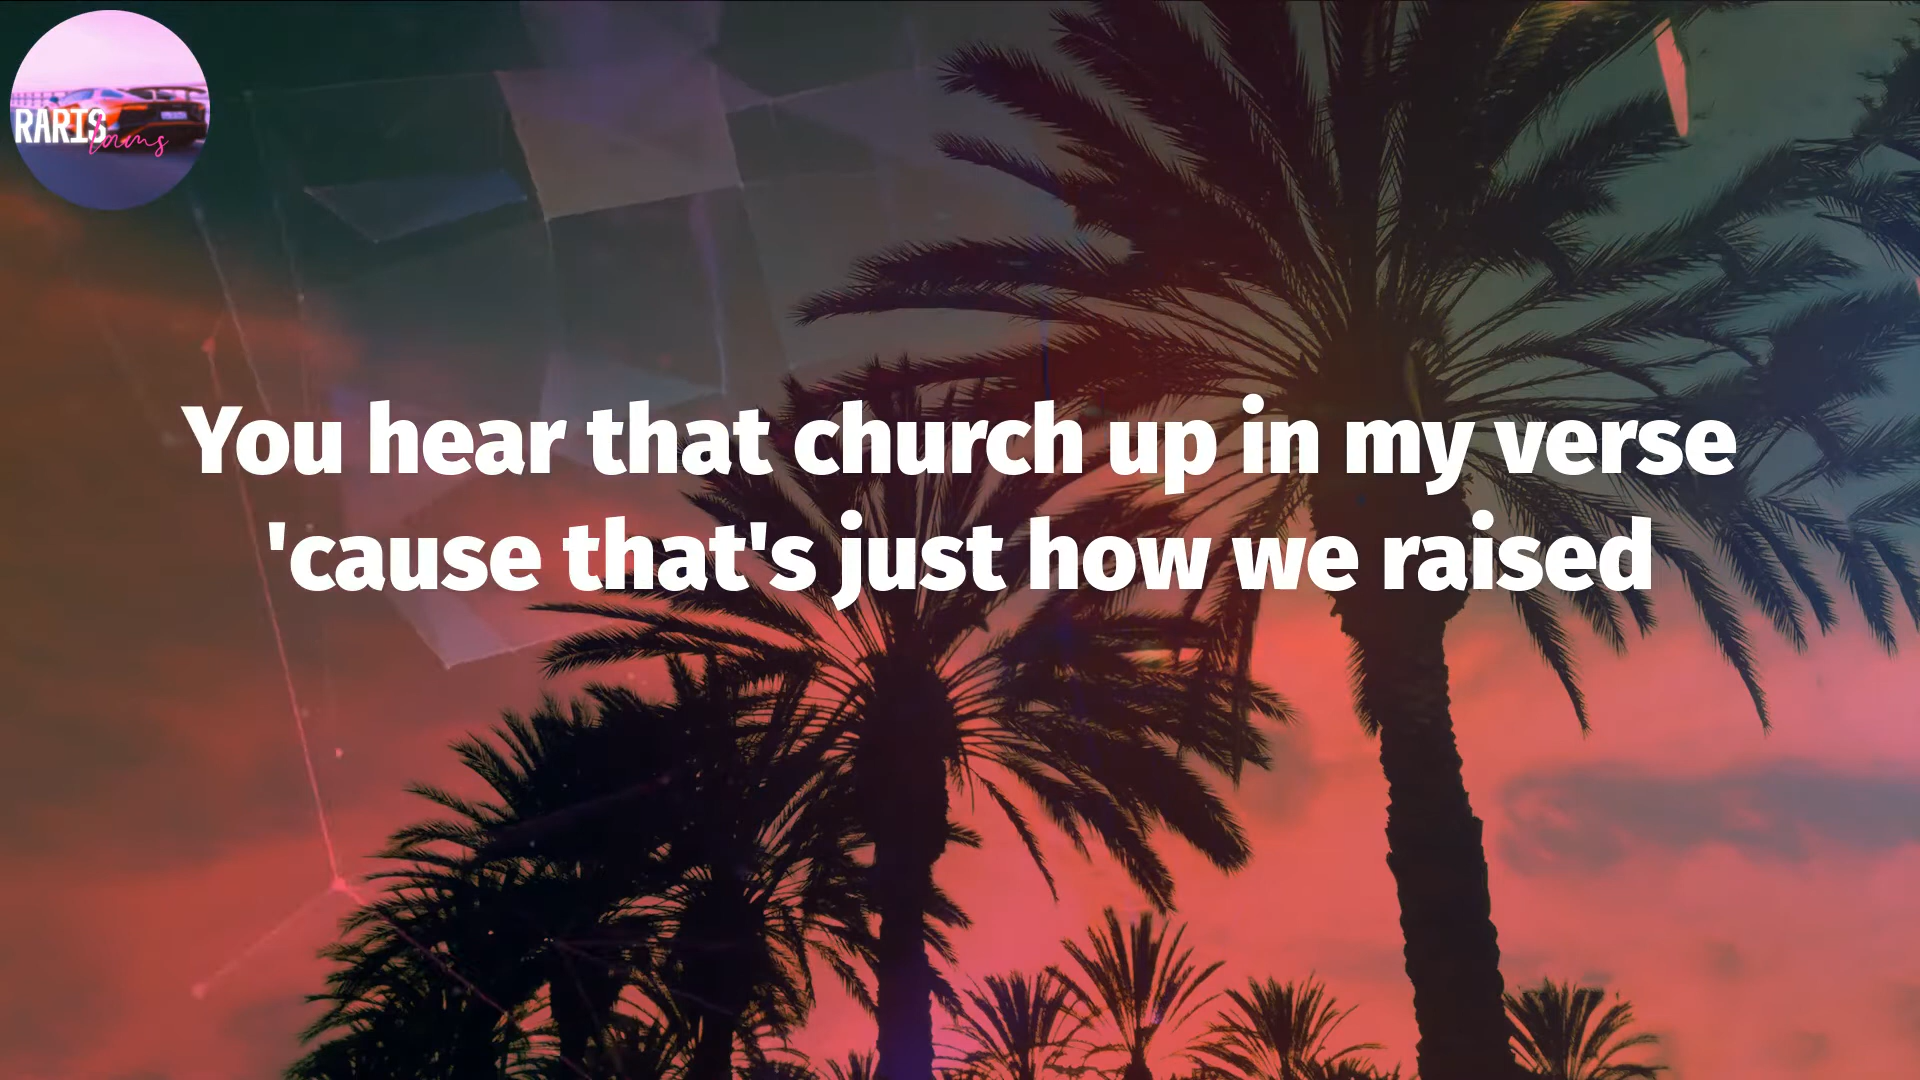 RARIS
You hear that church up in my verse
'cause that's just how we raised